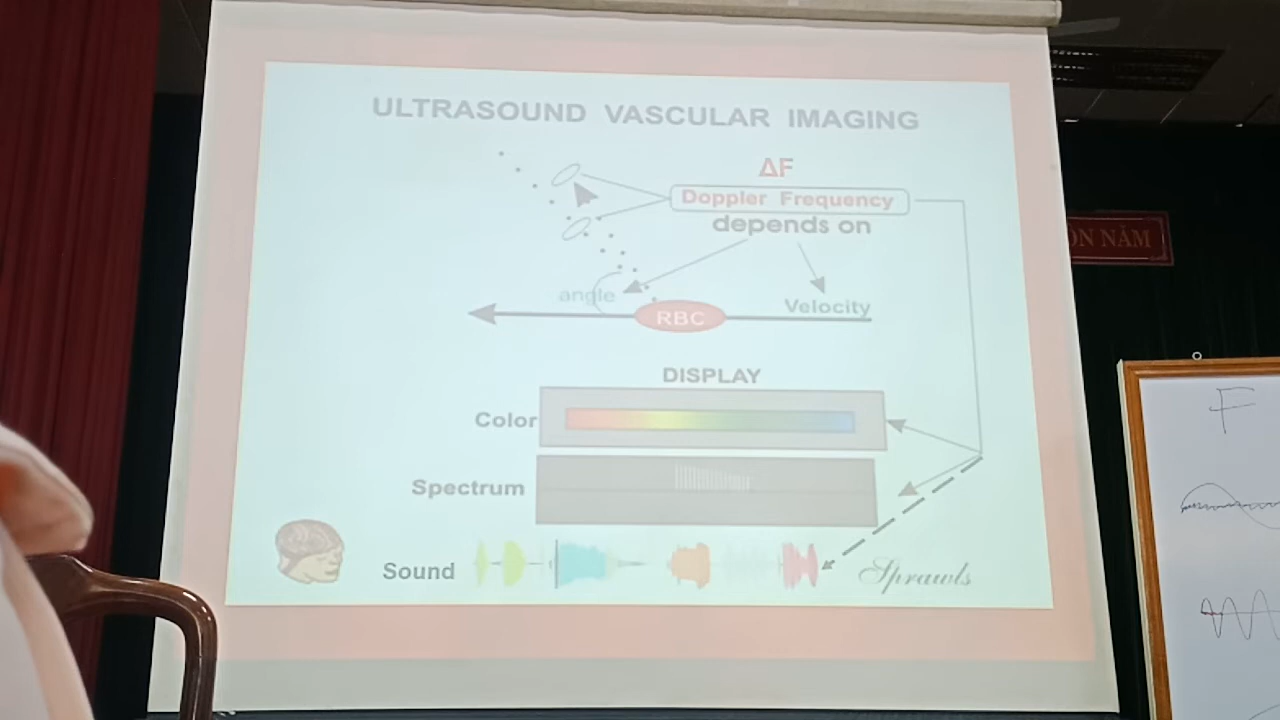 ULTRASOUND VASCULAR IMAGING
ΔF
Doppler Frequency
depends on
angle
Velocity
RBC
DISPLAY
Color
Spectrum
Sound
Sprawls
ÔN NĂM
F